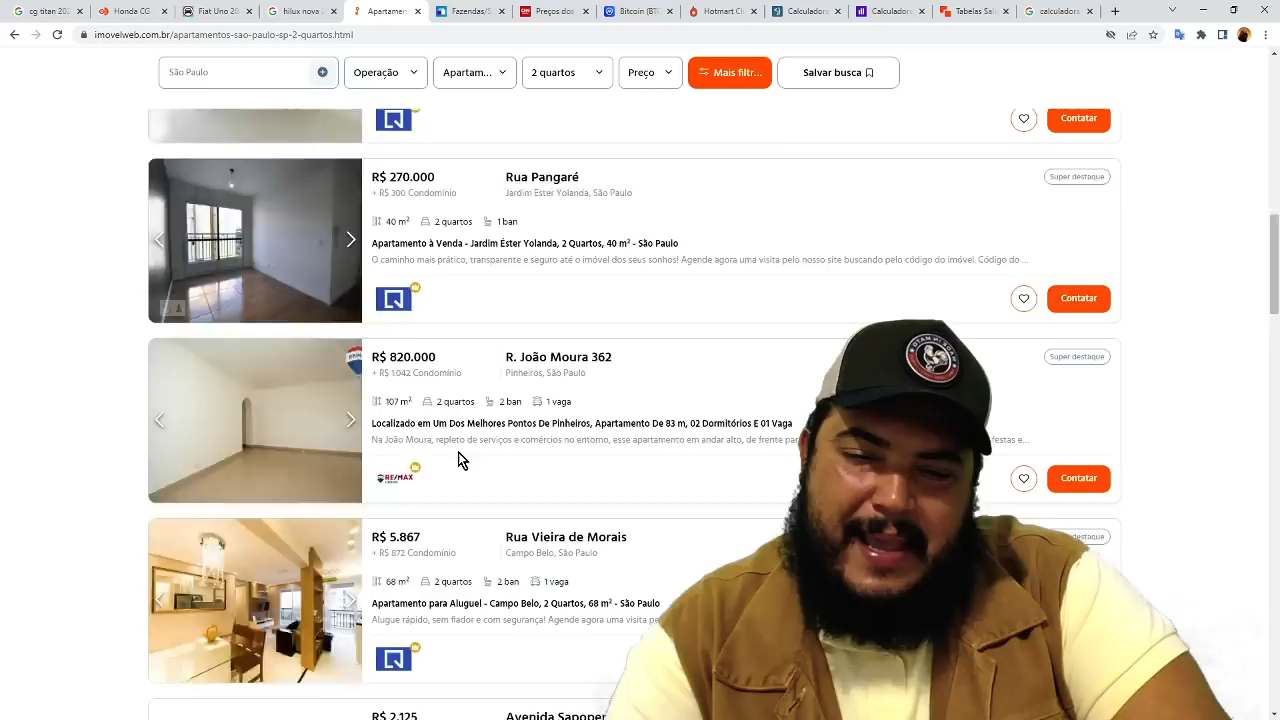 cg titan 202
Honda CG
Fiat Uno 20
hilux nova
Apartamen
Fazendas/S
Preços dos
Bitcoin (BT
Hotmart Cl
Calculadora
Calculadora
Tabelas Sal
calculadora
imovelweb.com.br/apartamentos-sao-paulo-sp-2-quartos.html
São Paulo
Operação
Apartam...
2 quartos
Preço
Mais filtr...
Salvar busca
Contatar
R$ 270.000
Rua Pangaré
Super destaque
+ R$ 300 Condomínio
Jardim Ester Yolanda, São Paulo
40 m² 2 quartos 1 ban
Apartamento à Venda - Jardim Éster Yolanda, 2 Quartos, 40 m² - São Paulo
O caminho mais prático, transparente e seguro até o imóvel dos seus sonhos! Agende agora uma visita pelo nosso site buscando pelo código do imóvel. Código do ...
Contatar
R$ 820.000
R. João Moura 362
Super destaque
+ R$ 1.042 Condomínio
Pinheiros, São Paulo
107 m² 2 quartos 2 ban 1 vaga
Localizado em Um Dos Melhores Pontos De Pinheiros, Apartamento De 83 m, 02 Dormitórios E 01 Vaga
Na João Moura, repleto de serviços e comércios no entorno, esse apartamento em andar alto, de frente par
festas e...
RE/MAX
Contatar
R$ 5.867
Rua Vieira de Morais
estaque
+ R$ 872 Condomínio
Campo Belo, São Paulo
68 m² 2 quartos 2 ban 1 vaga
Apartamento para Aluguel - Campo Belo, 2 Quartos, 68 m² - São Paulo
Alugue rápido, sem fiador e com segurança! Agende agora uma visita pe
R$ 2.125
Avenida Sapopem